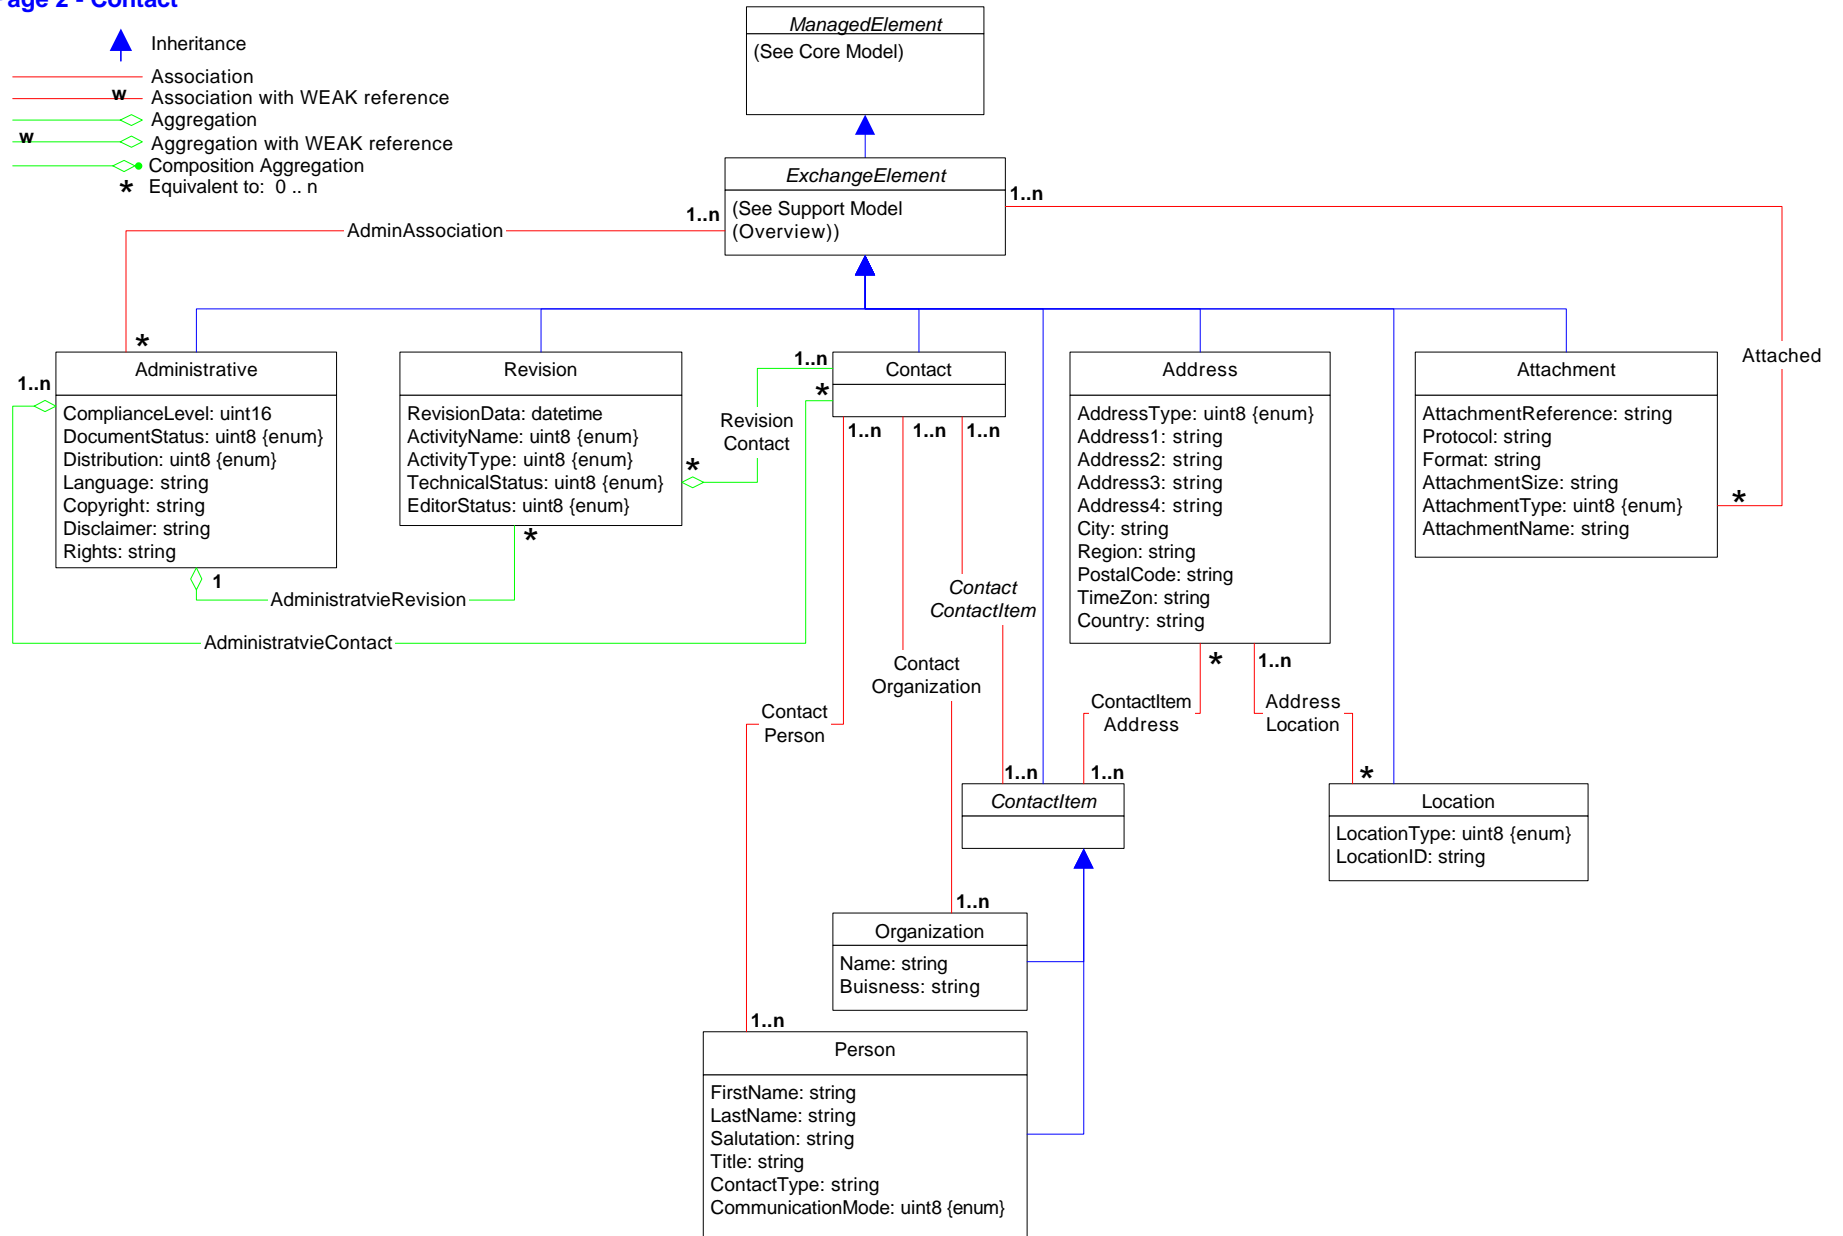 Page 2 - Contact
Inheritance
Association
w Association with WEAK reference
Aggregation
w Aggregation with WEAK reference
Composition Aggregation
* Equivalent to: 0 .. n
ManagedElement
(See Core Model)
ExchangeElement
(See Support Model
(Overview))
1..n
1..n
AdminAssociation
*
Attached
*
Administrative
1..n
ComplianceLevel: uint16
DocumentStatus: uint8 {enum}
Distribution: uint8 {enum}
Language: string
Copyright: string
Disclaimer: string
Rights: string
1
AdministratvieRevision
AdministratvieContact
Revision
RevisionData: datetime
ActivityName: uint8 {enum}
ActivityType: uint8 {enum}
TechnicalStatus: uint8 {enum}
EditorStatus: uint8 {enum}
*
*
Revision
Contact
1..n
*
Contact
1..n
1..n
1..n
Address
AddressType: uint8 {enum}
Address1: string
Address2: string
Address3: string
Address4: string
City: string
Region: string
PostalCode: string
TimeZon: string
Country: string
*
1..n
Attachment
AttachmentReference: string
Protocol: string
Format: string
AttachmentSize: string
AttachmentType: uint8 {enum}
AttachmentName: string
Contact
ContactItem
Contact
Organization
Contact
Person
ContactItem
Address
Address
Location
1..n
1..n
*
ContactItem
Location
LocationType: uint8 {enum}
LocationID: string
1..n
Organization
Name: string
Buisness: string
1..n
Person
FirstName: string
LastName: string
Salutation: string
Title: string
ContactType: string
CommunicationMode: uint8 {enum}